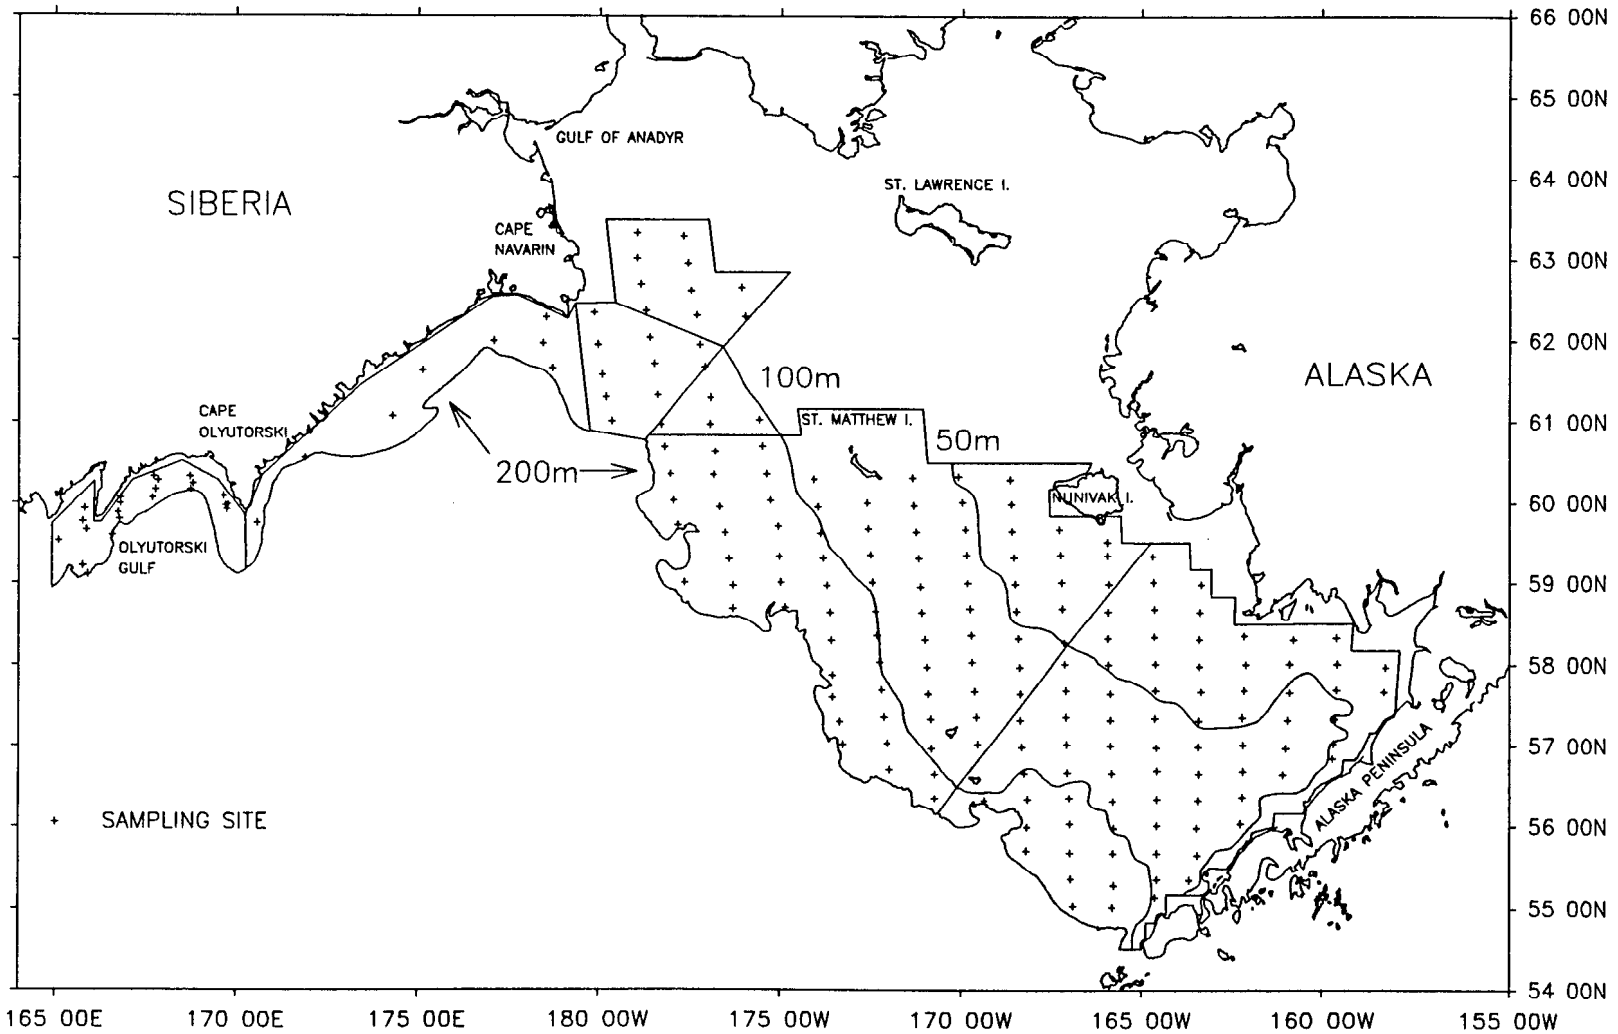 66 00N
65 00N
GULF OF ANADYR
64 00N
ST. LAWRENCE I.
SIBERIA
CAPE
NAVARIN
63 00N
62 00N
100m
ALASKA
CAPE
OLYUTORSKI
ST. MATTHEW I.
61 00N
50m
200m
60 00N
NUNIVAK I.
OLYUTORSKI
GULF
59 00N
58 00N
57 00N
ALASKA PENINSULA
+ SAMPLING SITE
56 00N
55 00N
54 00N
165 00E 170 00E 175 00E 180 00W 175 00W 170 00W 165 00W 160 00W 155 00W